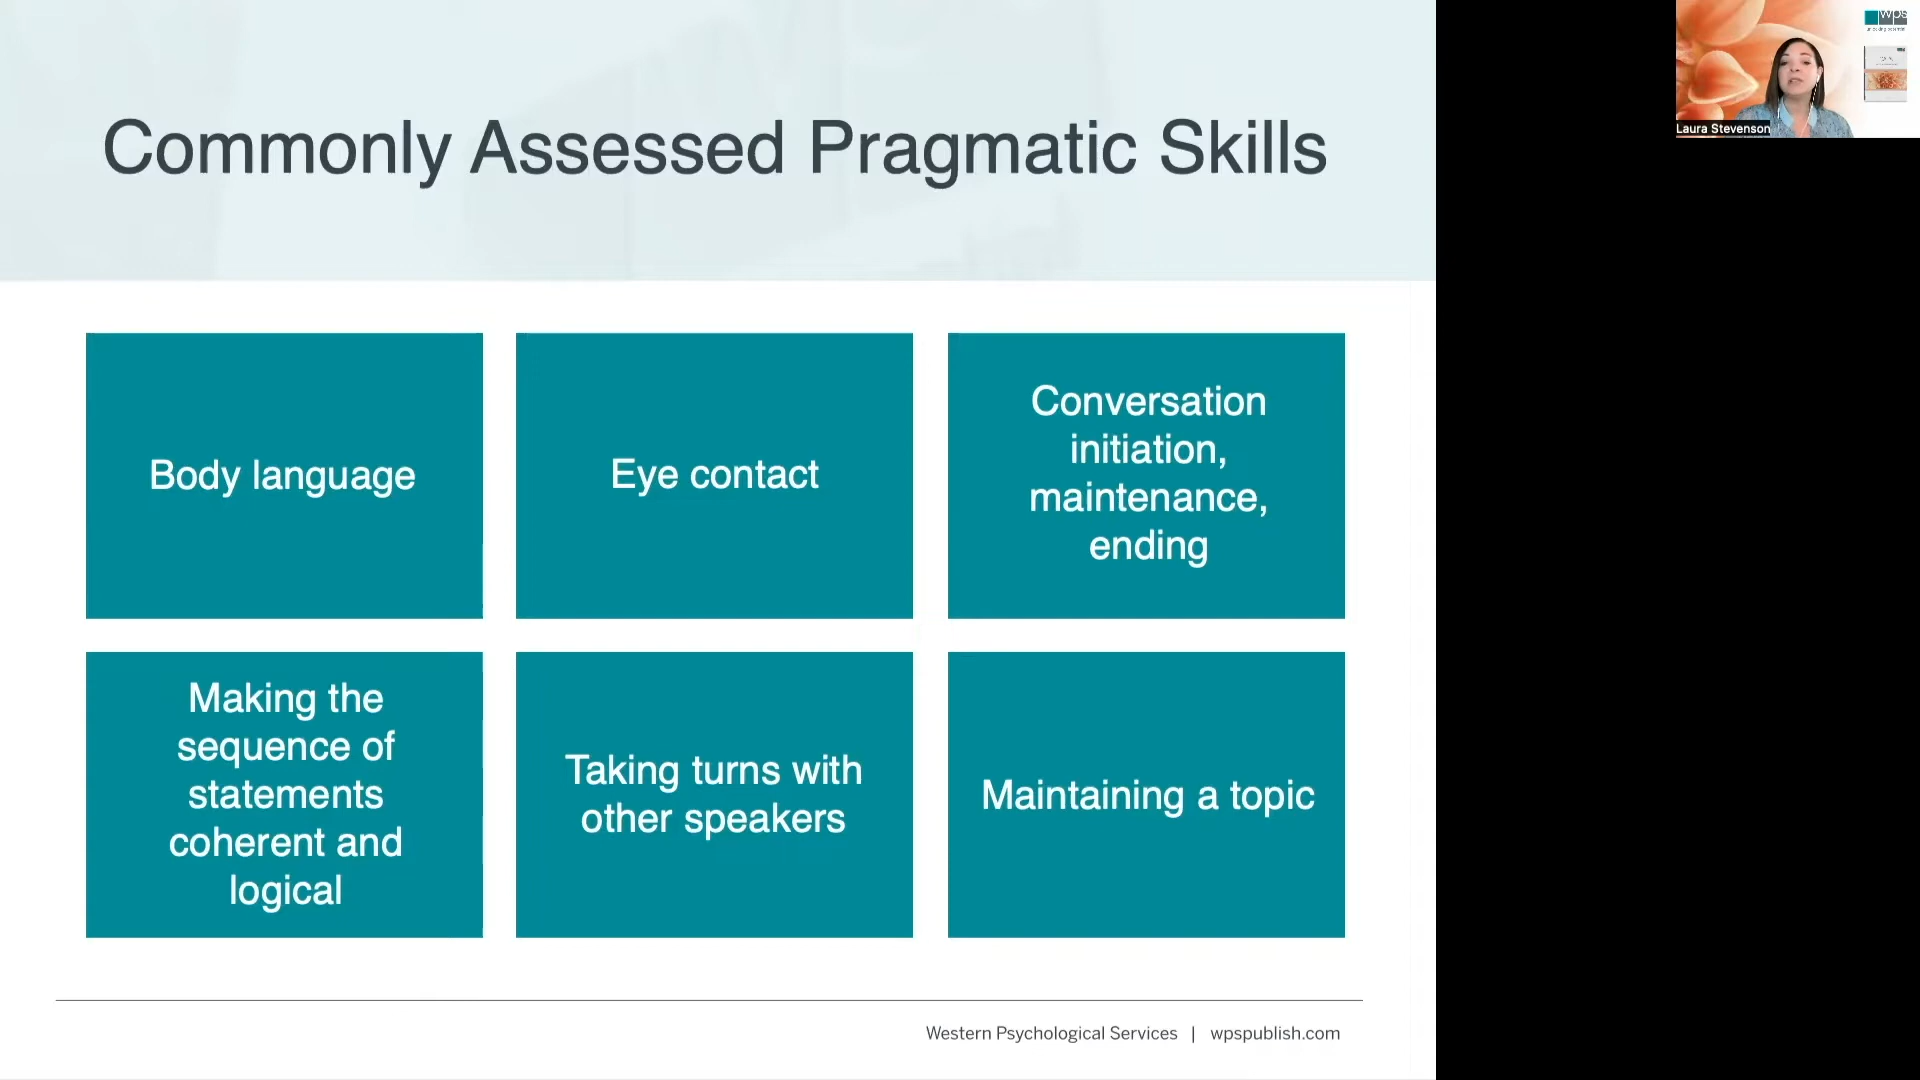 Commonly Assessed Pragmatic Skills
Body language
Eye contact
Conversation
initiation,
maintenance,
ending
Making the
sequence of
statements
coherent and
logical
Taking turns with
other speakers
Maintaining a topic
Western Psychological Services | wpspublish.com
wps
Laura Stevenson